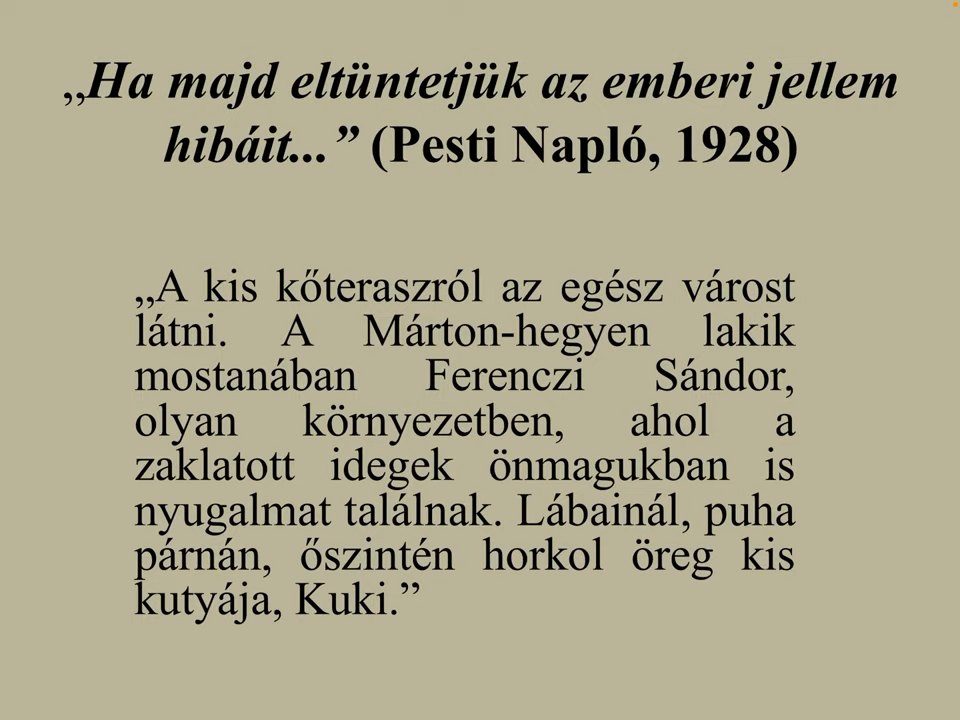 „Ha majd eltüntetjük az emberi jellem
hibáit...” (Pesti Napló, 1928)
„A kis kőteraszról az egész várost
látni. A Márton-hegyen lakik
mostanában Ferenczi Sándor,
olyan környezetben, ahol a
zaklatott idegek önmagukban is
nyugalmat találnak. Lábainál, puha
párnán, őszintén horkol öreg kis
kutyája, Kuki.”